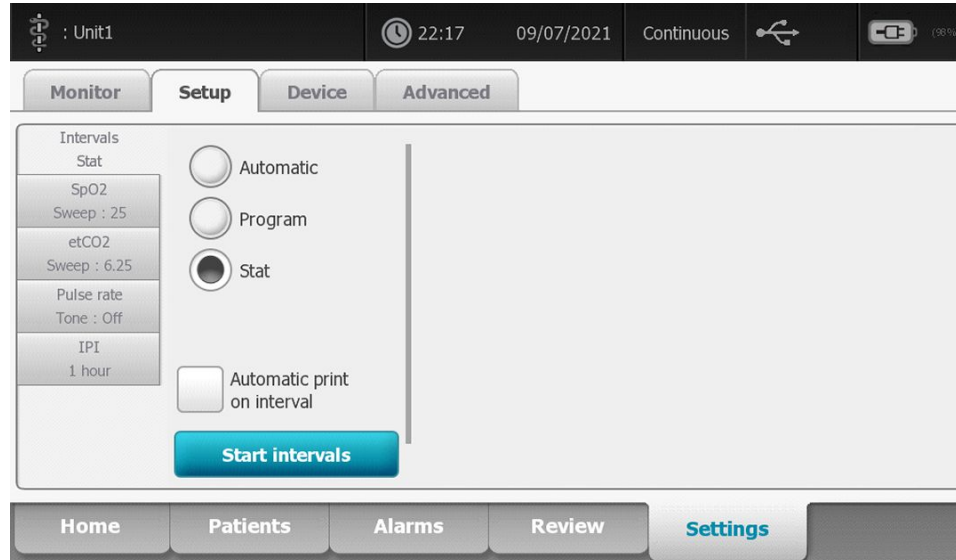 : Unit1
22:17
09/07/2021
Continuous
(98%
Monitor
Setup
Device
Advanced
Intervals
Stat
SpO2
Sweep : 25
etCO2
Sweep : 6.25
Pulse rate
Tone : Off
IPI
1 hour
Automatic
Program
Stat
Automatic print
on interval
Start intervals
Home
Patients
Alarms
Review
Settings